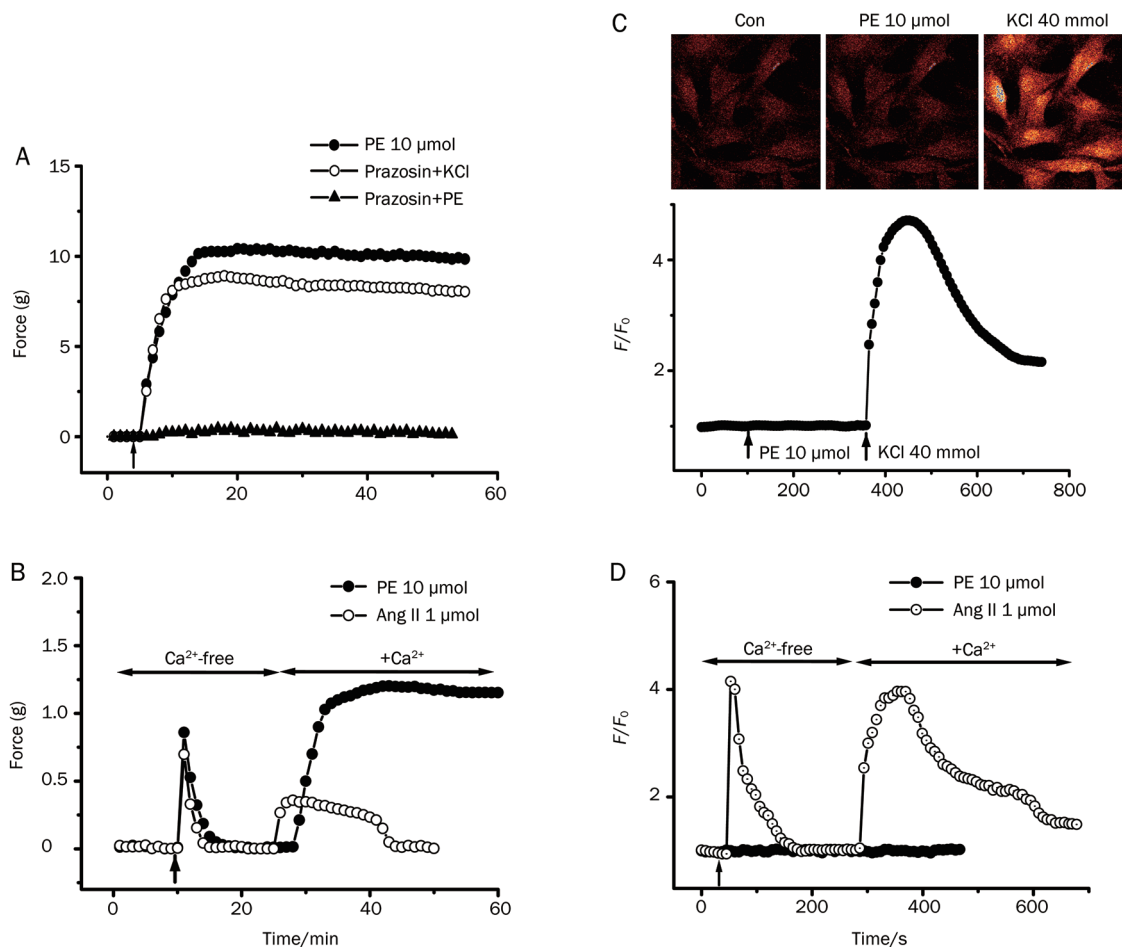 A
PE 10 µmol
Prazosin+KCl
Prazosin+PE
15
10
5
0
Force (g)
0 20 40 60
B
PE 10 µmol
Ang II 1 µmol
Ca²⁺-free
+Ca²⁺
2.0
1.5
1.0
0.5
0
0.0
Force (g)
0 20 40 60
Time/min
C
Con PE 10 µmol KCl 40 mmol
4
2
F/F₀
PE 10 µmol KCl 40 mmol
0 200 400 600 800
D
PE 10 µmol
Ang II 1 µmol
Ca²⁺-free
+Ca²⁺
6
4
2
0
F/F₀
0 200 400 600
Time/s